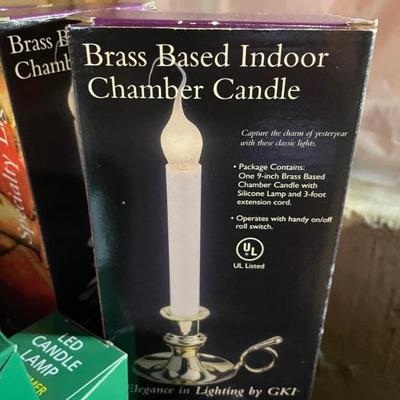 Brass Based Indoor
Chamber Candle
Capture the charm of yesteryear
with these classic lights.
• Package Contains:
One 9-inch Brass Based
Chamber Candle with
Silicone Lamp and 3-foot
extension cord.
• Operates with handy on/off
roll switch.
UL
UL Listed
Elegance in Lighting by GKI
Brass B
Chamb
Specialty
LED
CANDLE
LAMP